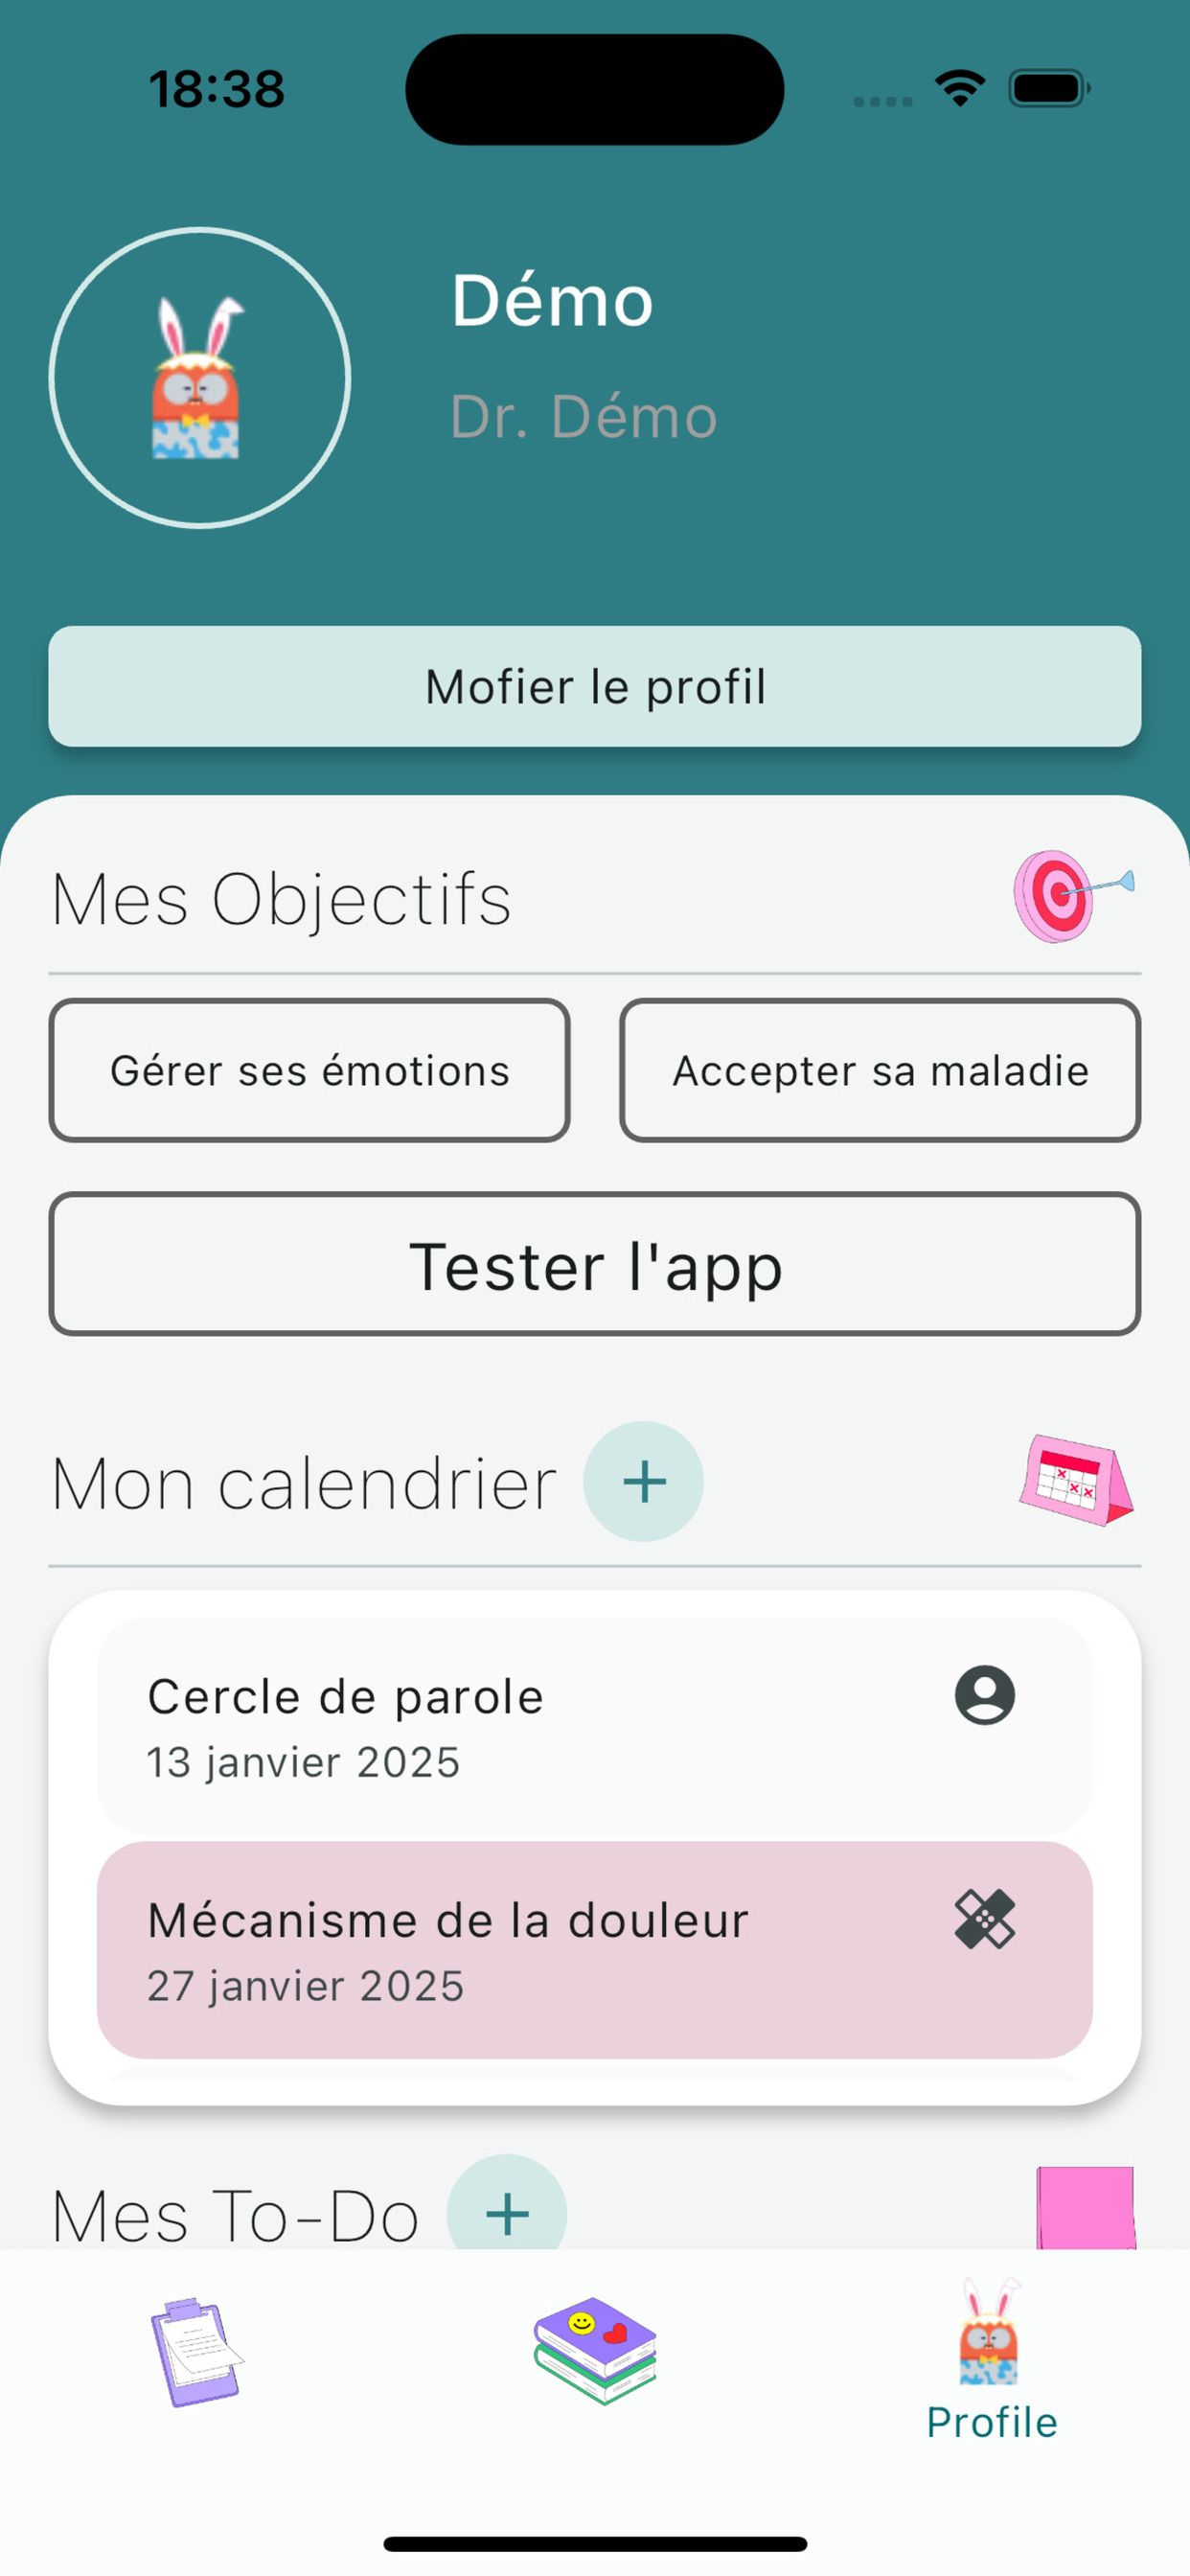 18:38
Démo
Dr. Démo
Mofier le profil
Mes Objectifs
Gérer ses émotions
Accepter sa maladie
Tester l'app
Mon calendrier
Cercle de parole
13 janvier 2025
Mécanisme de la douleur
27 janvier 2025
Mes To-Do
Profile